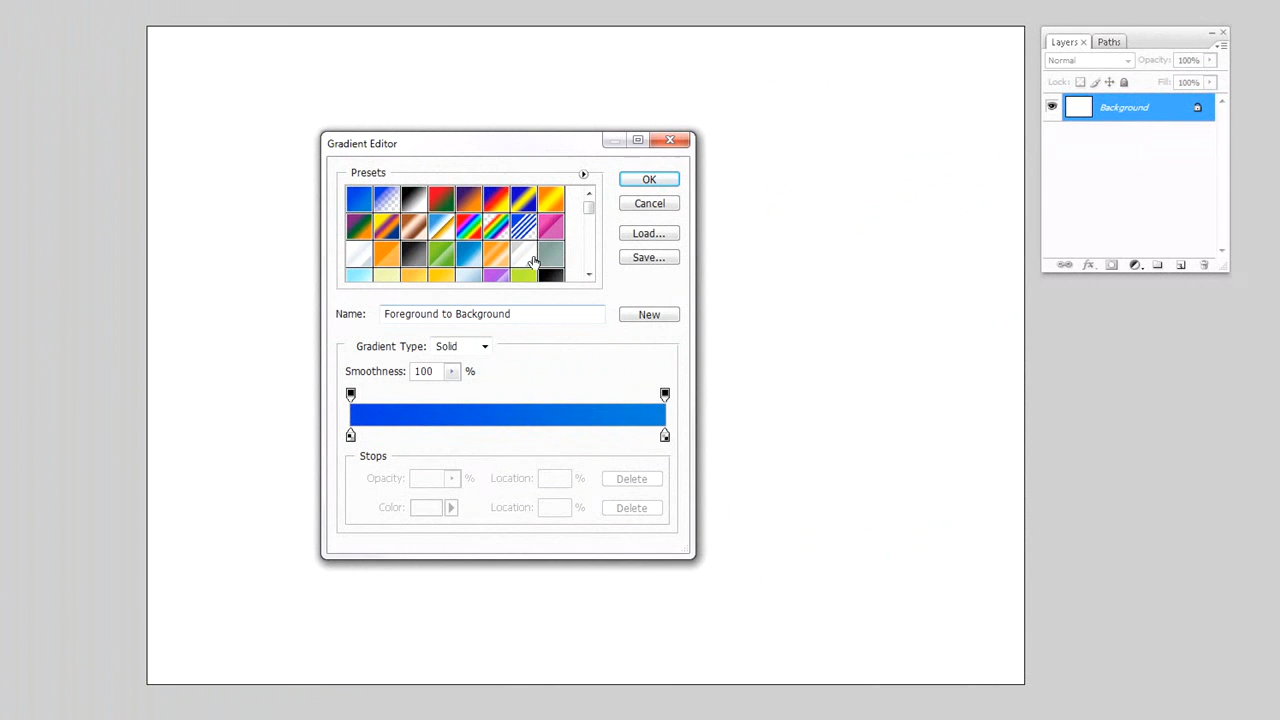 Layers × Paths
Normal Opacity: 100%
Lock: Fill: 100%
Background
Gradient Editor
Presets
OK
Cancel
Load...
Save...
Name: Foreground to Background New
Gradient Type: Solid
Smoothness: 100 %
Stops
Opacity: % Location: % Delete
Color: Location: % Delete